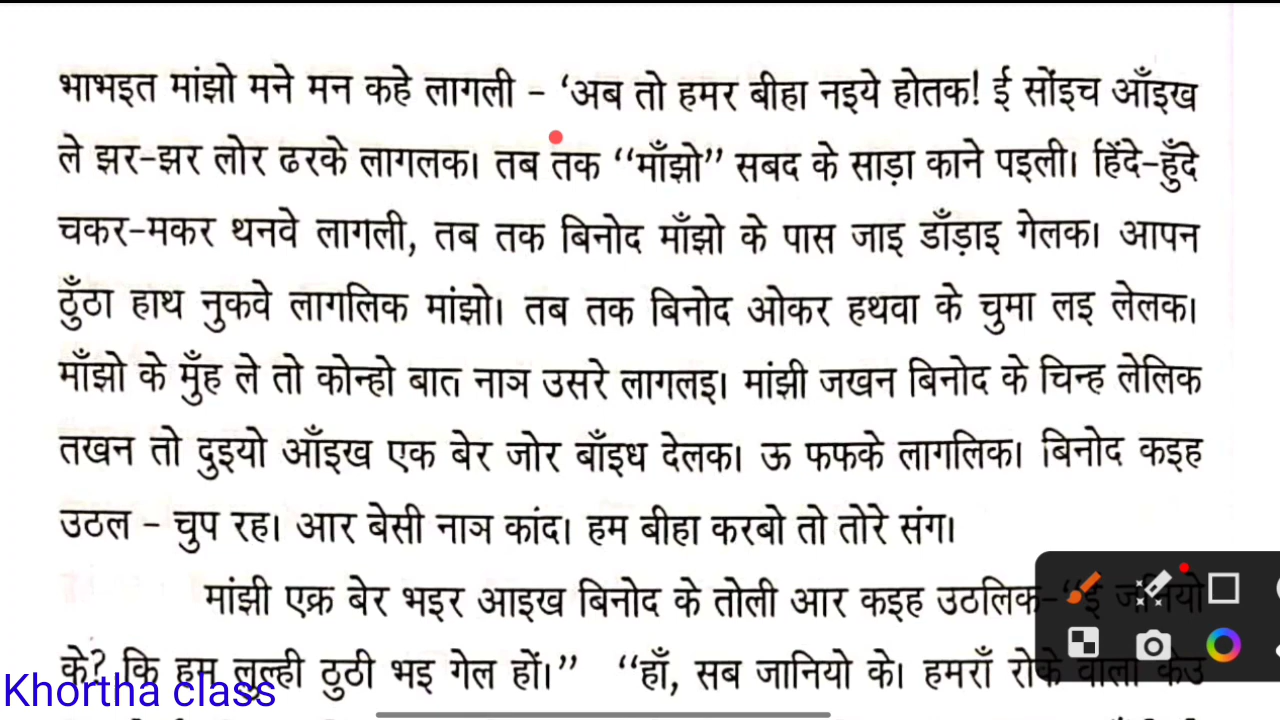 भाभइत मांझो मने मन कहे लागली - ‘अब तो हमर बीहा नइये होतक! ई सोंइच आँइख
ले झर-झर लोर ढरके लागलक। तब तक “माँझो” सबद के साड़ा काने पइली। हिंदे-हुँदे
चकर-मकर थनवे लागली, तब तक बिनोद माँझो के पास जाइ डाँड़ाइ गेलक। आपन
ठुँठा हाथ नुकवे लागलिक मांझो। तब तक बिनोद ओकर हथवा के चुमा लइ लेलक।
माँझो के मुँह ले तो कोन्हो बात नाञ उसरे लागलइ। मांझी जखन बिनोद के चिन्ह लेलिक
तखन तो दुइयो आँइख एक बेर जोर बाँइध देलक। ऊ फफके लागलिक। बिनोद कइह
उठल - चुप रह। आर बेसी नाञ कांद। हम बीहा करबो तो तोरे संग।
मांझी एक बेर भइर आइख बिनोद के तोली आर कइह उठलिक-“ई जानियो
के? कि हम लुल्ही ठुठी भइ गेल हों।” “हाँ, सब जानियो के। हमराँ रोके वाला केउ
Khortha class